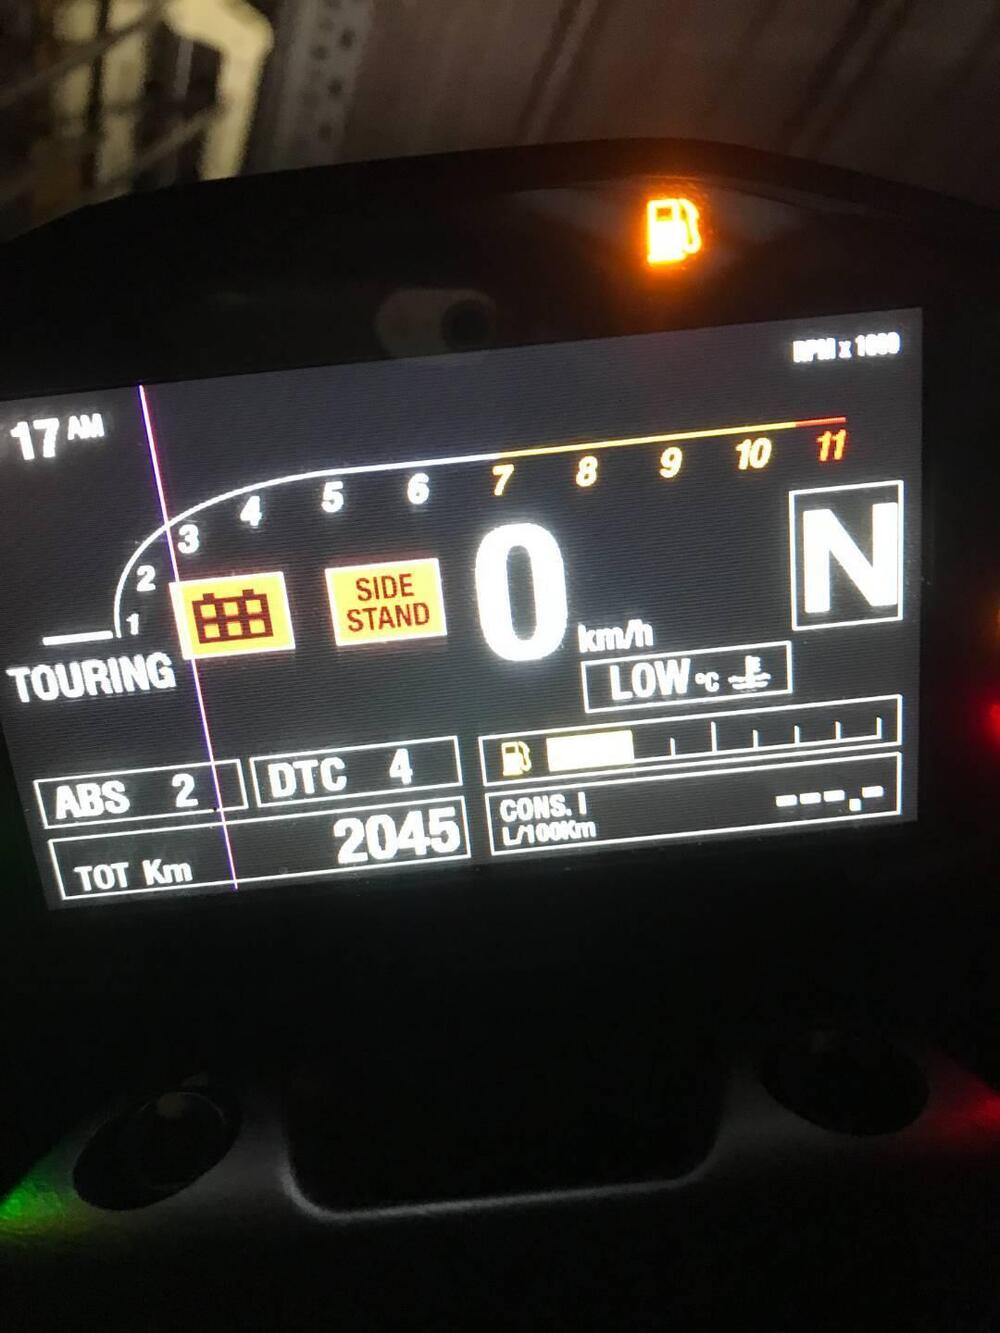 RPM x 1000
17 AM
1 2 3 4 5 6 7 8 9 10 11
SIDE
STAND
0 km/h
N
TOURING
LOW °C
ABS 2
DTC 4
CONS. I
L/100Km
---.-
TOT Km 2045